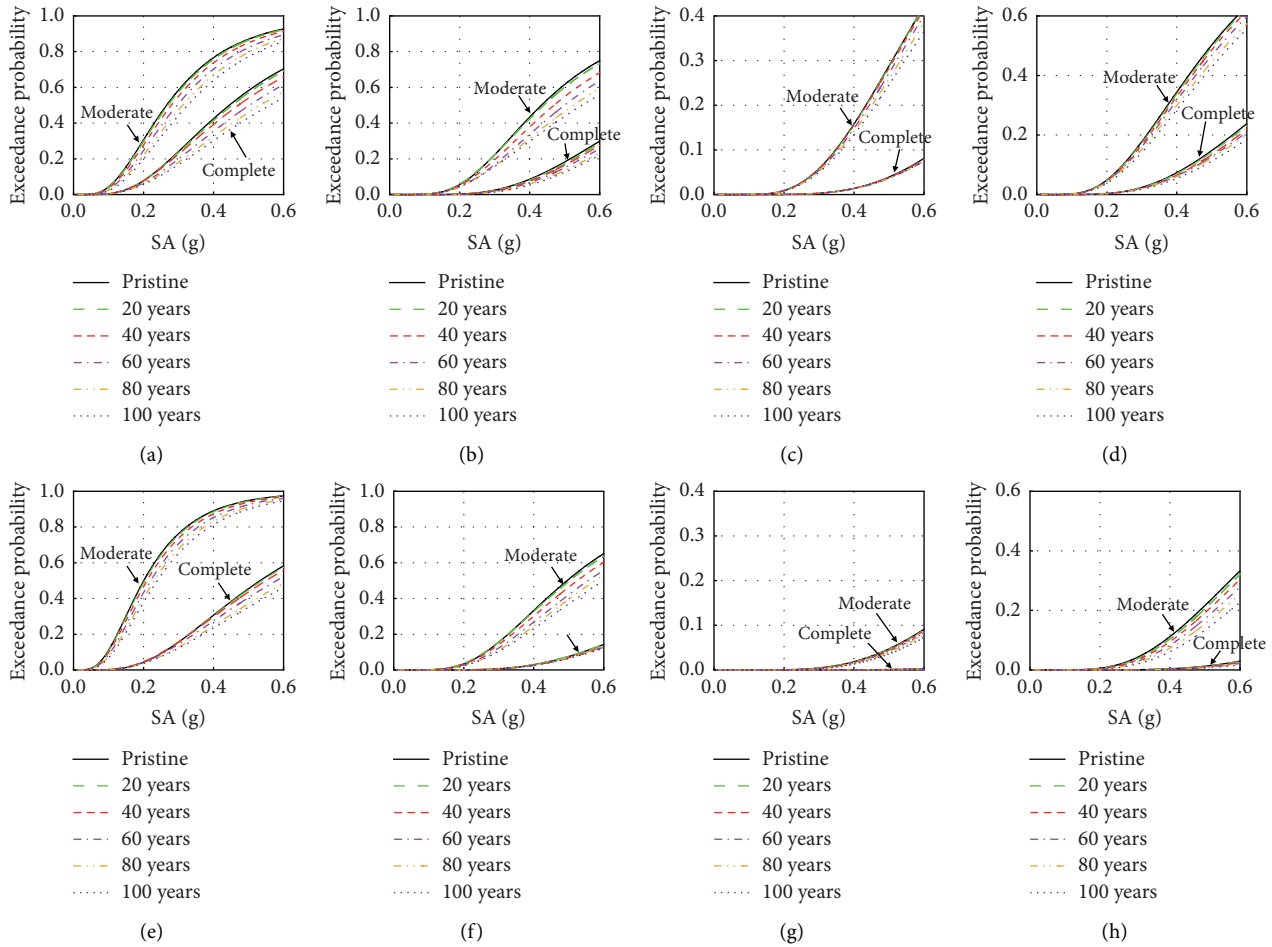 Exceedance probability
1.0
0.8
0.6
0.4
0.2
0.0
Moderate
Complete
0.0 0.2 0.4 0.6
SA (g)
Pristine
20 years
40 years
60 years
80 years
100 years
(a)
Exceedance probability
1.0
0.8
0.6
0.4
0.2
0.0
Moderate
Complete
0.0 0.2 0.4 0.6
SA (g)
Pristine
20 years
40 years
60 years
80 years
100 years
(b)
Exceedance probability
0.4
0.3
0.2
0.1
0.0
Moderate
Complete
0.0 0.2 0.4 0.6
SA (g)
Pristine
20 years
40 years
60 years
80 years
100 years
(c)
Exceedance probability
0.6
0.4
0.2
0.0
Moderate
Complete
0.0 0.2 0.4 0.6
SA (g)
Pristine
20 years
40 years
60 years
80 years
100 years
(d)
Exceedance probability
1.0
0.8
0.6
0.4
0.2
0.0
Moderate
Complete
0.0 0.2 0.4 0.6
SA (g)
Pristine
20 years
40 years
60 years
80 years
100 years
(e)
Exceedance probability
1.0
0.8
0.6
0.4
0.2
0.0
Moderate
0.0 0.2 0.4 0.6
SA (g)
Pristine
20 years
40 years
60 years
80 years
100 years
(f)
Exceedance probability
0.4
0.3
0.2
0.1
0.0
Moderate
Complete
0.0 0.2 0.4 0.6
SA (g)
Pristine
20 years
40 years
60 years
80 years
100 years
(g)
Exceedance probability
0.6
0.4
0.2
0.0
Moderate
Complete
0.0 0.2 0.4 0.6
SA (g)
Pristine
20 years
40 years
60 years
80 years
100 years
(h)